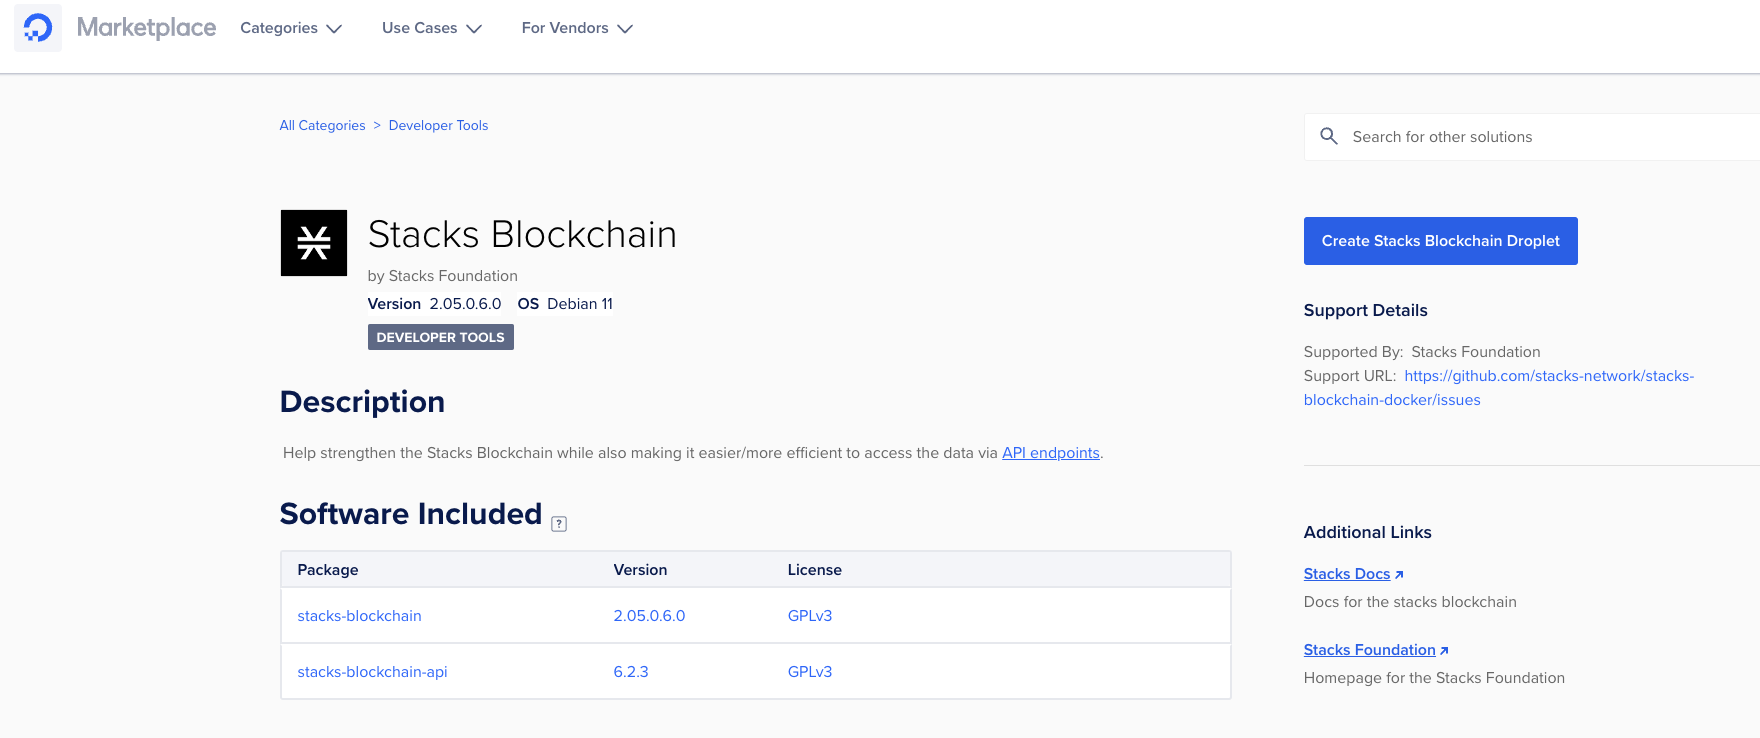 Marketplace
Categories
Use Cases
For Vendors
All Categories > Developer Tools
Search for other solutions
Stacks Blockchain
by Stacks Foundation
Version 2.05.0.6.0 OS Debian 11
DEVELOPER TOOLS
Create Stacks Blockchain Droplet
Support Details
Supported By: Stacks Foundation
Support URL: https://github.com/stacks-network/stacks-
blockchain-docker/issues
Description
Help strengthen the Stacks Blockchain while also making it easier/more efficient to access the data via API endpoints.
Software Included ?
Package Version License
stacks-blockchain 2.05.0.6.0 GPLv3
stacks-blockchain-api 6.2.3 GPLv3
Additional Links
Stacks Docs
Docs for the stacks blockchain
Stacks Foundation
Homepage for the Stacks Foundation